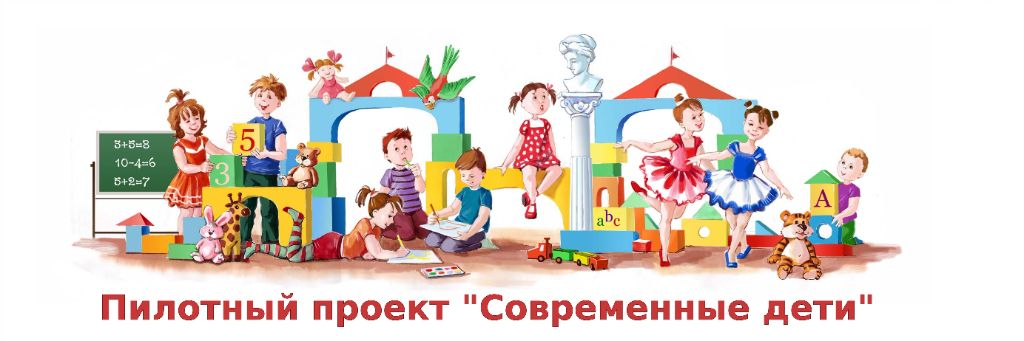 3+5=8
10-4=6
5+2=7
5
3
abc
A
Пилотный проект "Современные дети"